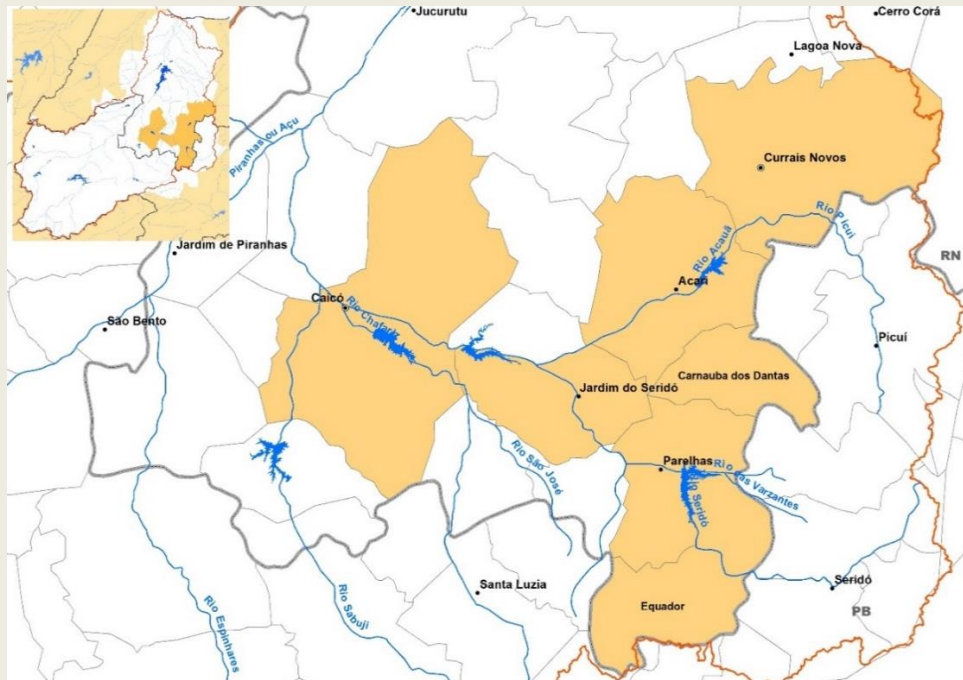 Jucurutu
Cerro Corá
Lagoa Nova
Piranhas ou Açu
Currais Novos
Rio Picuí
Jardim de Piranhas
Rio Acauã
RN
Acari
Caicó
Rio Chafariz
São Bento
Picuí
Carnauba dos Dantas
Jardim do Seridó
Parelhas
Rio das Varzantes
Rio São José
Rio Seridó
Seridó
Santa Luzia
Equador
PB
Rio Espinhares
Rio Sabuji